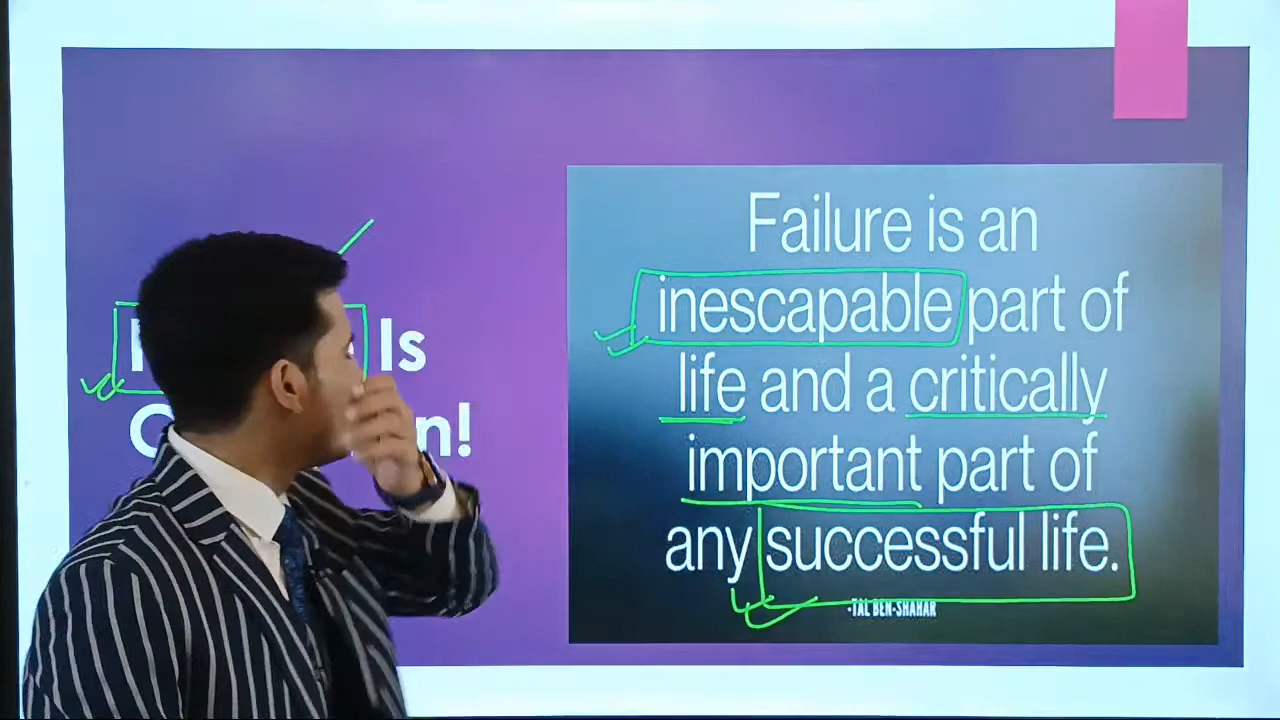 Is
Failure is an
inescapable part of
life and a critically
important part of
any successful life.
-TAL BEN-SHAHAR